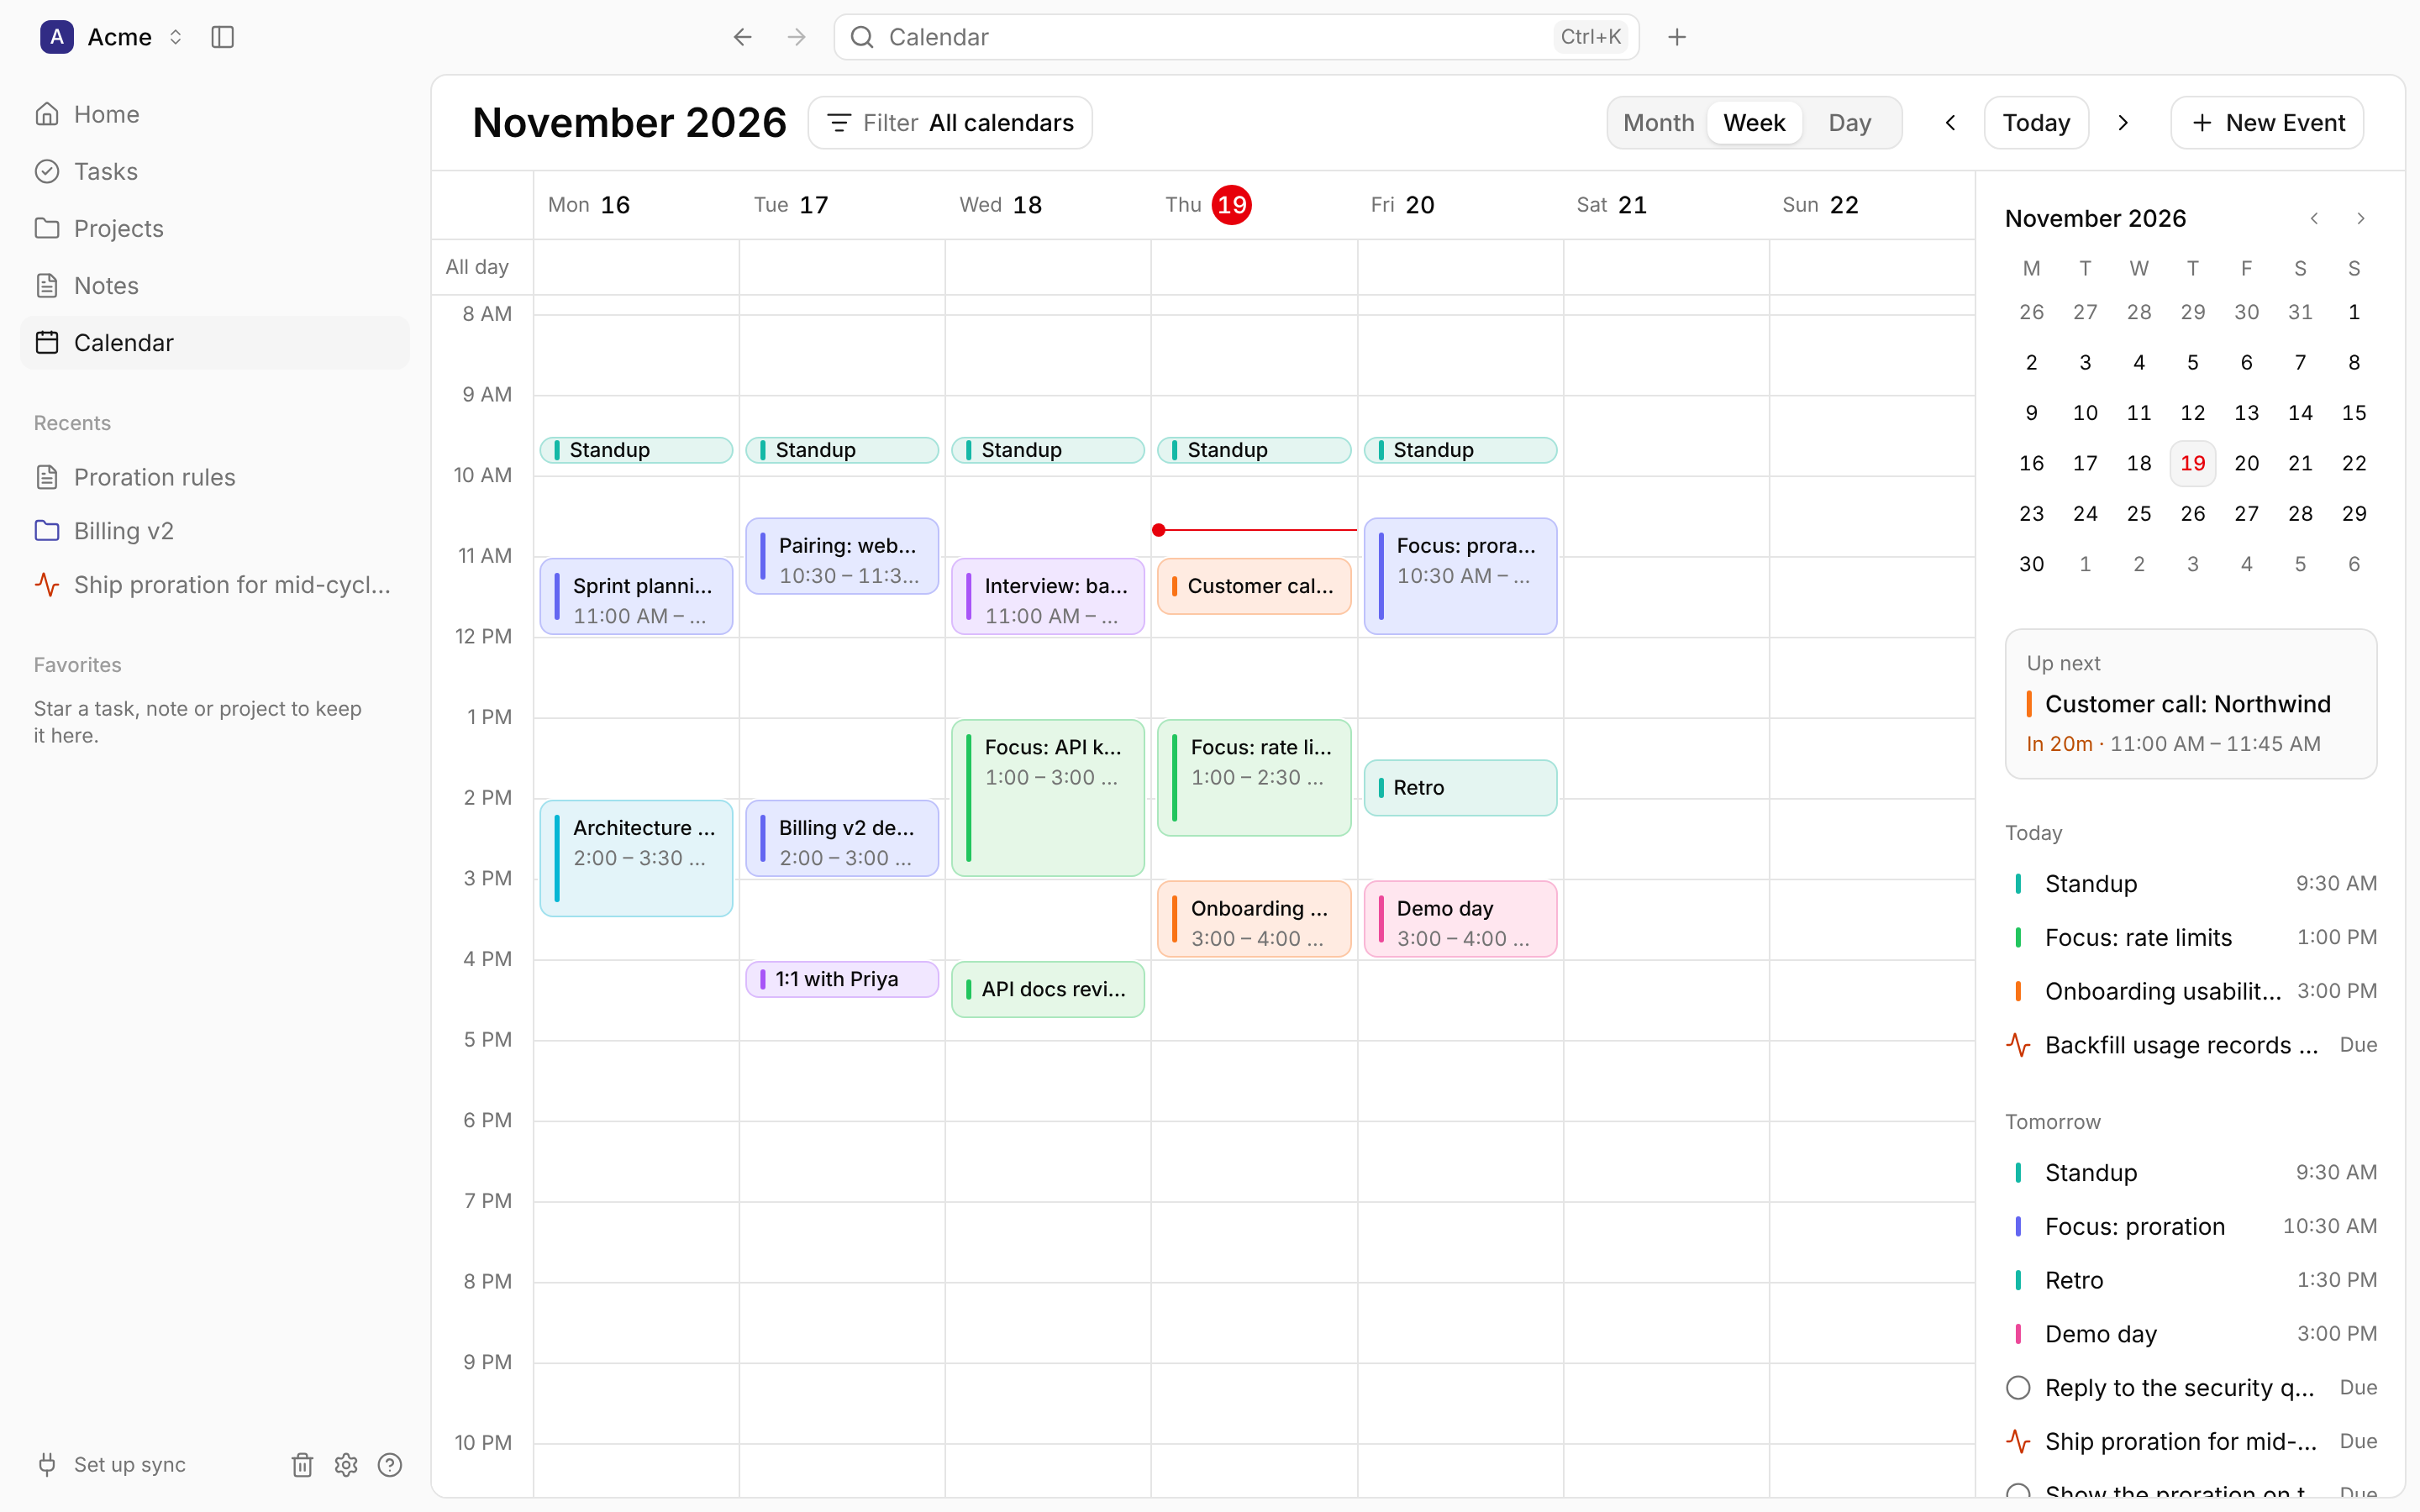 A Acme
Calendar Ctrl+K
Home
Tasks
Projects
Notes
Calendar
Recents
Proration rules
Billing v2
Ship proration for mid-cycl...
Favorites
Star a task, note or project to keep
it here.
Set up sync
November 2026 Filter All calendars Month Week Day Today New Event
Mon 16 Tue 17 Wed 18 Thu 19 Fri 20 Sat 21 Sun 22
All day
8 AM
9 AM
Standup Standup Standup Standup Standup
10 AM
Pairing: web... Focus: prora...
10:30 – 11:3... 10:30 AM – ...
11 AM
Sprint planni... Interview: ba... Customer cal...
11:00 AM – ... 11:00 AM – ...
12 PM
1 PM
Focus: API k... Focus: rate li...
1:00 – 3:00 ... 1:00 – 2:30 ...
Retro
2 PM
Architecture ... Billing v2 de...
2:00 – 3:30 ... 2:00 – 3:00 ...
3 PM
Onboarding ... Demo day
3:00 – 4:00 ... 3:00 – 4:00 ...
4 PM
1:1 with Priya API docs revi...
5 PM
6 PM
7 PM
8 PM
9 PM
10 PM
November 2026
M T W T F S S
26 27 28 29 30 31 1
2 3 4 5 6 7 8
9 10 11 12 13 14 15
16 17 18 19 20 21 22
23 24 25 26 27 28 29
30 1 2 3 4 5 6
Up next
Customer call: Northwind
In 20m · 11:00 AM – 11:45 AM
Today
Standup 9:30 AM
Focus: rate limits 1:00 PM
Onboarding usabilit... 3:00 PM
Backfill usage records ... Due
Tomorrow
Standup 9:30 AM
Focus: proration 10:30 AM
Retro 1:30 PM
Demo day 3:00 PM
Reply to the security q... Due
Ship proration for mid-... Due
Show the proration on t... Due